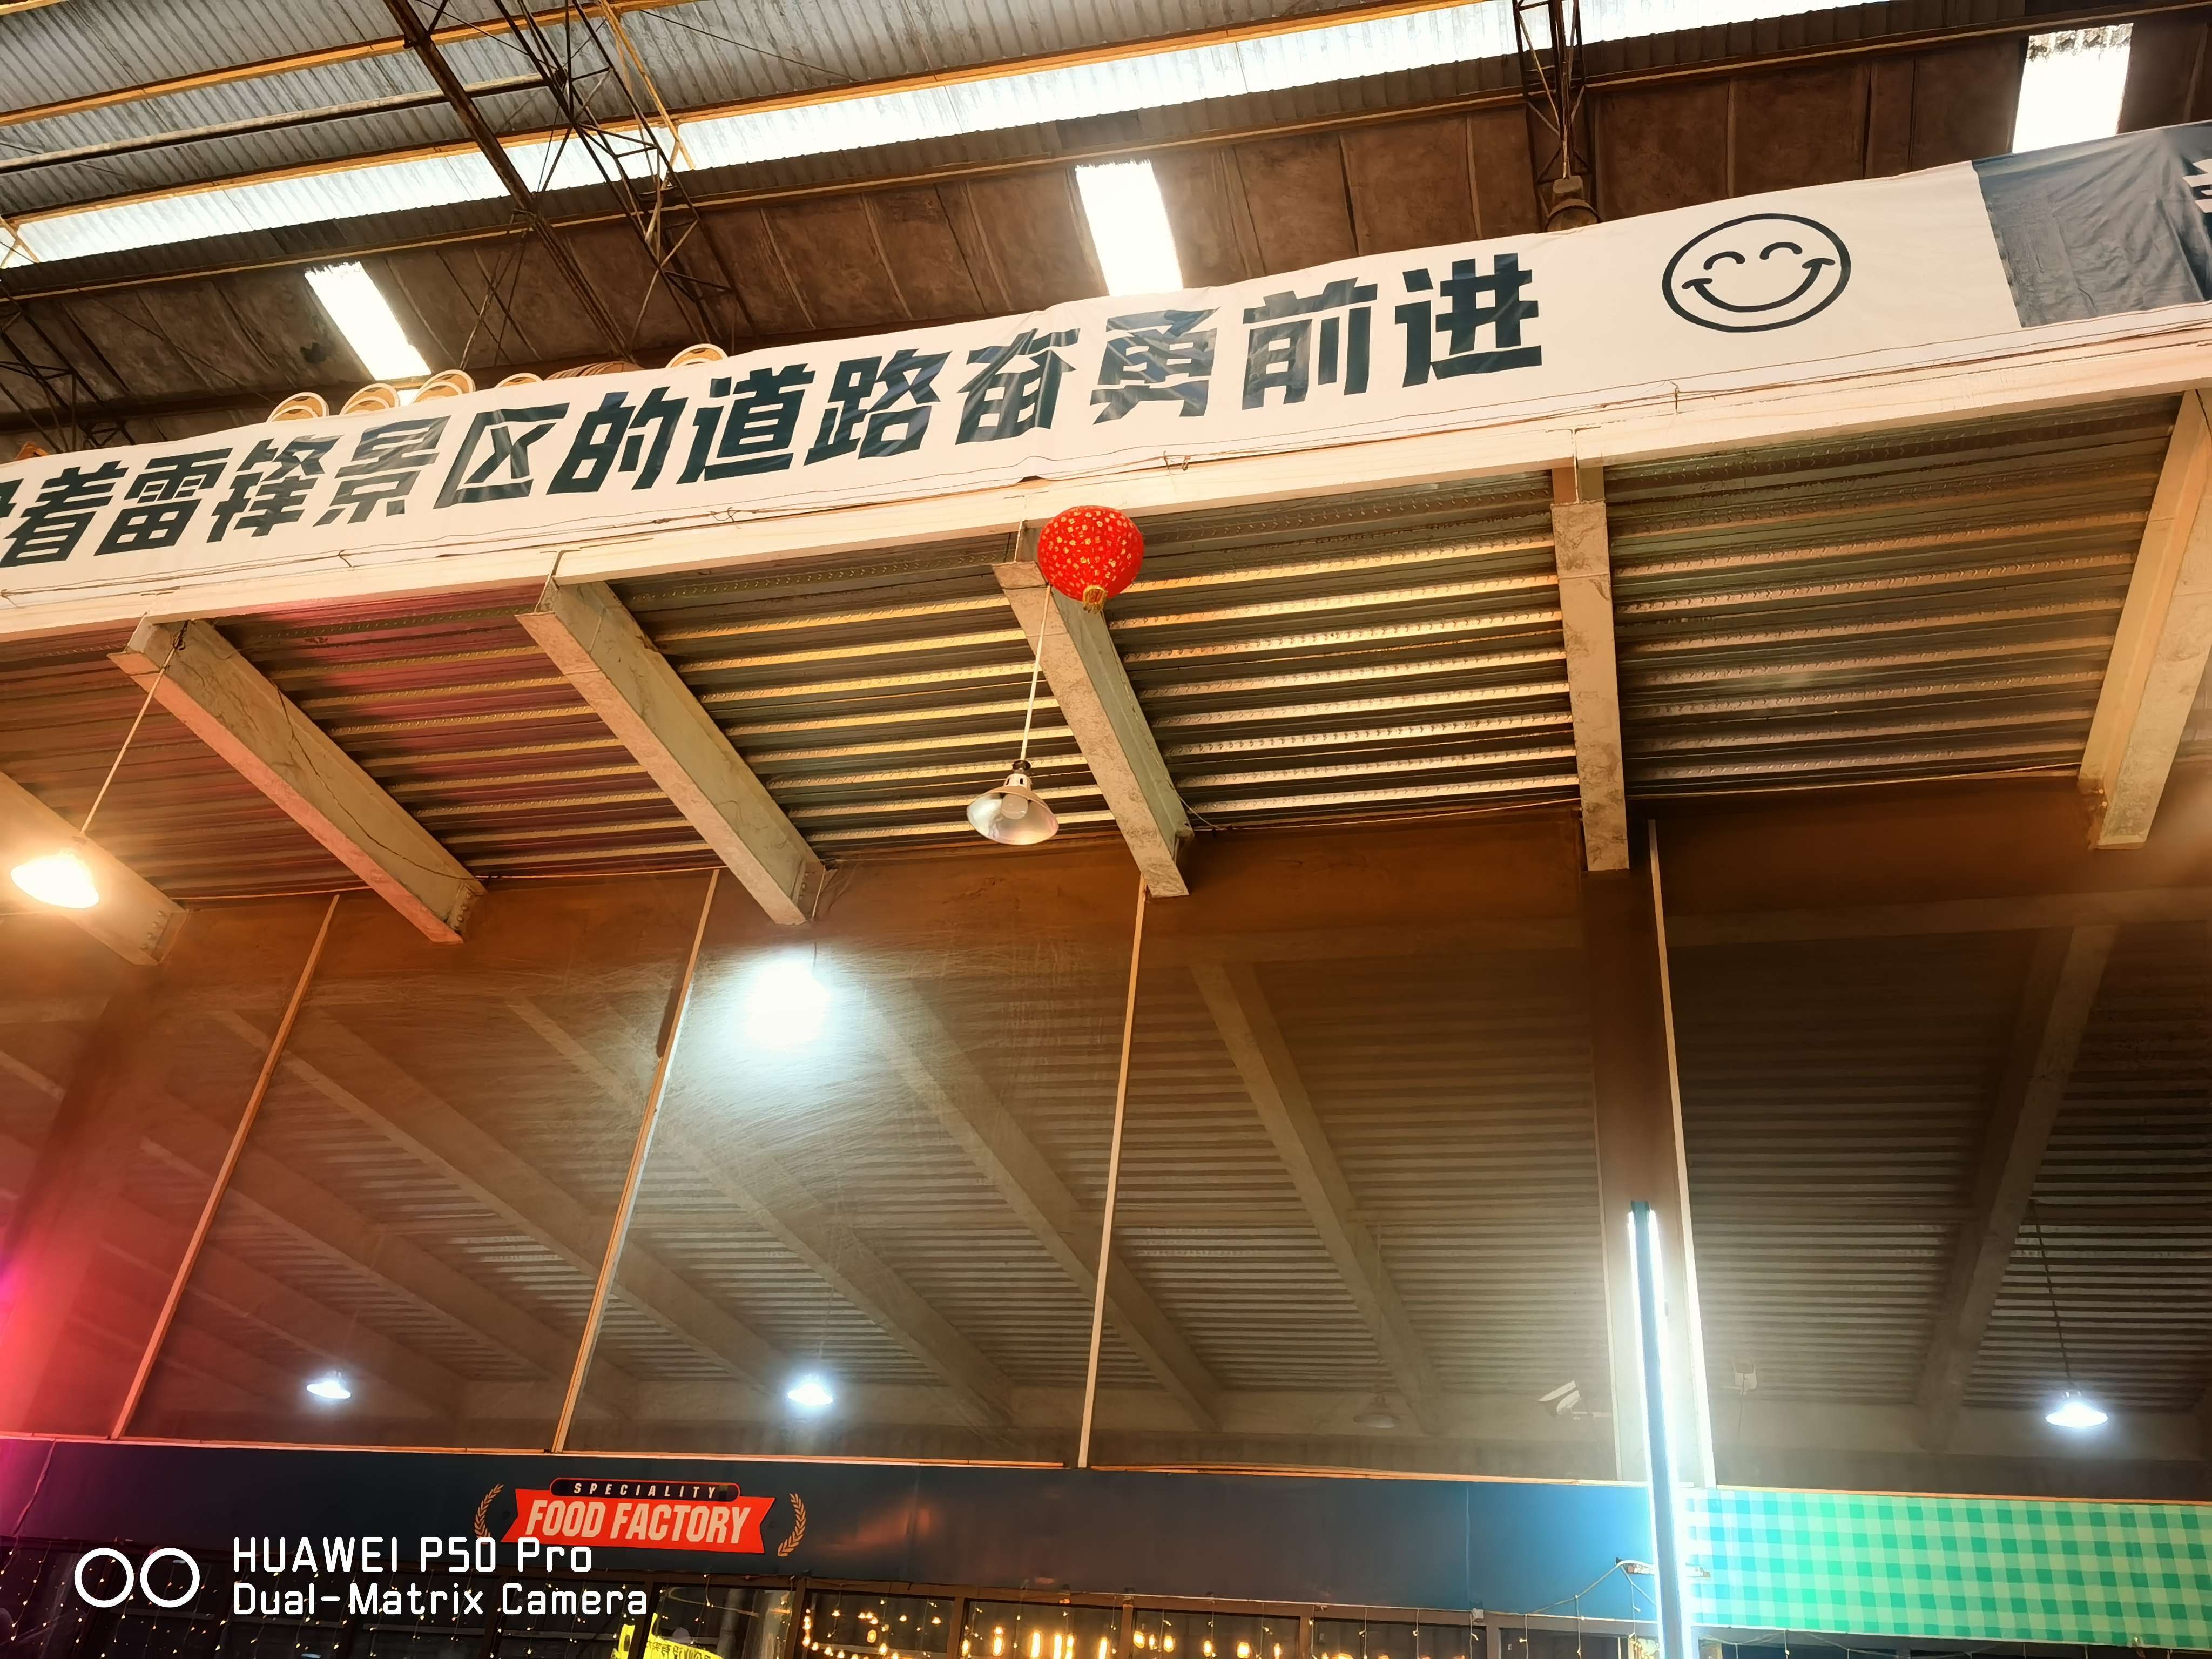 着雷锋景区的道路奋勇前进
SPECIALITY
FOOD FACTORY
HUAWEI P50 Pro
Dual-Matrix Camera